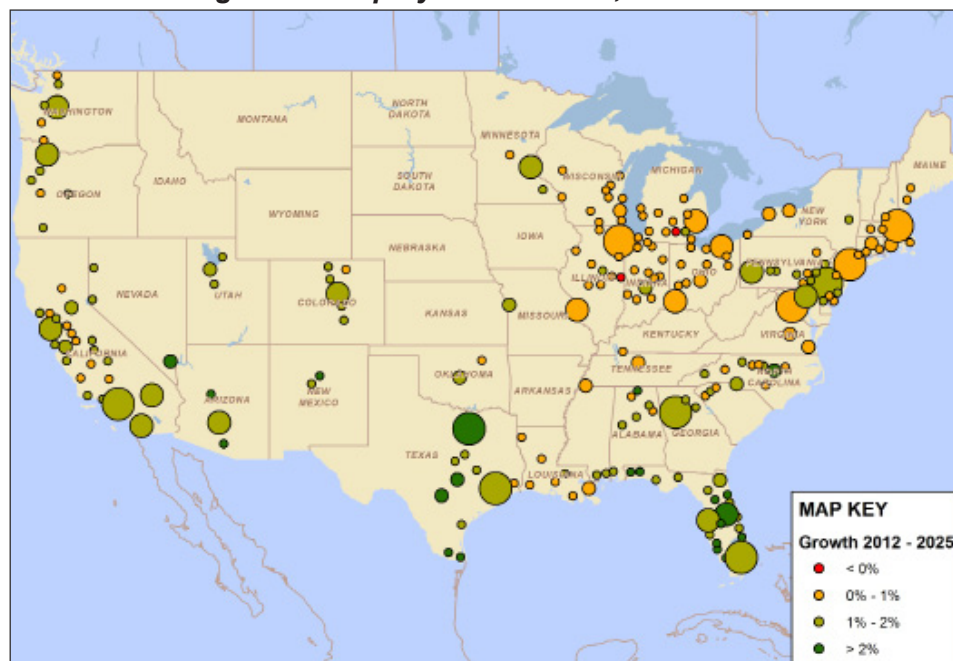 WASHINGTON
MONTANA
NORTH
DAKOTA
MINNESOTA
MAINE
OREGON
IDAHO
SOUTH
DAKOTA
WISCONSIN
MICHIGAN
NEW
YORK
WYOMING
IOWA
NEBRASKA
PENNSYLVANIA
NEVADA
UTAH
COLORADO
ILLINOIS
INDIANA
OHIO
KANSAS
MISSOURI
VIRGINIA
KENTUCKY
CALIFORNIA
TENNESSEE
NORTH
CAROLINA
ARIZONA
NEW
MEXICO
OKLAHOMA
ARKANSAS
ALABAMA
GEORGIA
TEXAS
LOUISIANA
MAP KEY
Growth 2012 - 2025
< 0%
0% - 1%
1% - 2%
> 2%